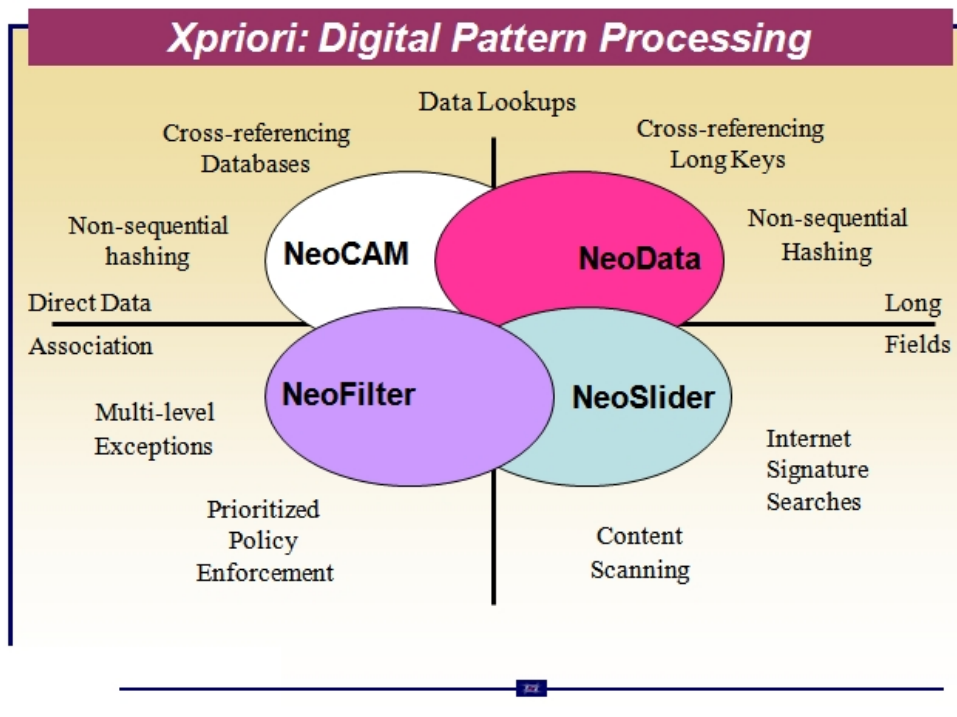 Xpriori: Digital Pattern Processing
Data Lookups
Cross-referencing
Databases
Cross-referencing
Long Keys
Non-sequential
hashing
Non-sequential
Hashing
NeoCAM
NeoData
Direct Data
Association
Long
Fields
NeoFilter
NeoSlider
Multi-level
Exceptions
Internet
Signature
Searches
Prioritized
Policy
Enforcement
Content
Scanning